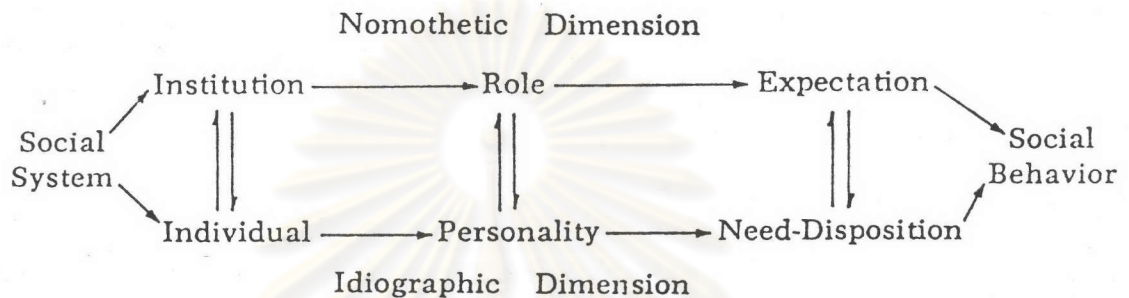 Nomothetic Dimension
Institution Role Expectation
Social System
Social Behavior
Individual Personality Need-Disposition
Idiographic Dimension